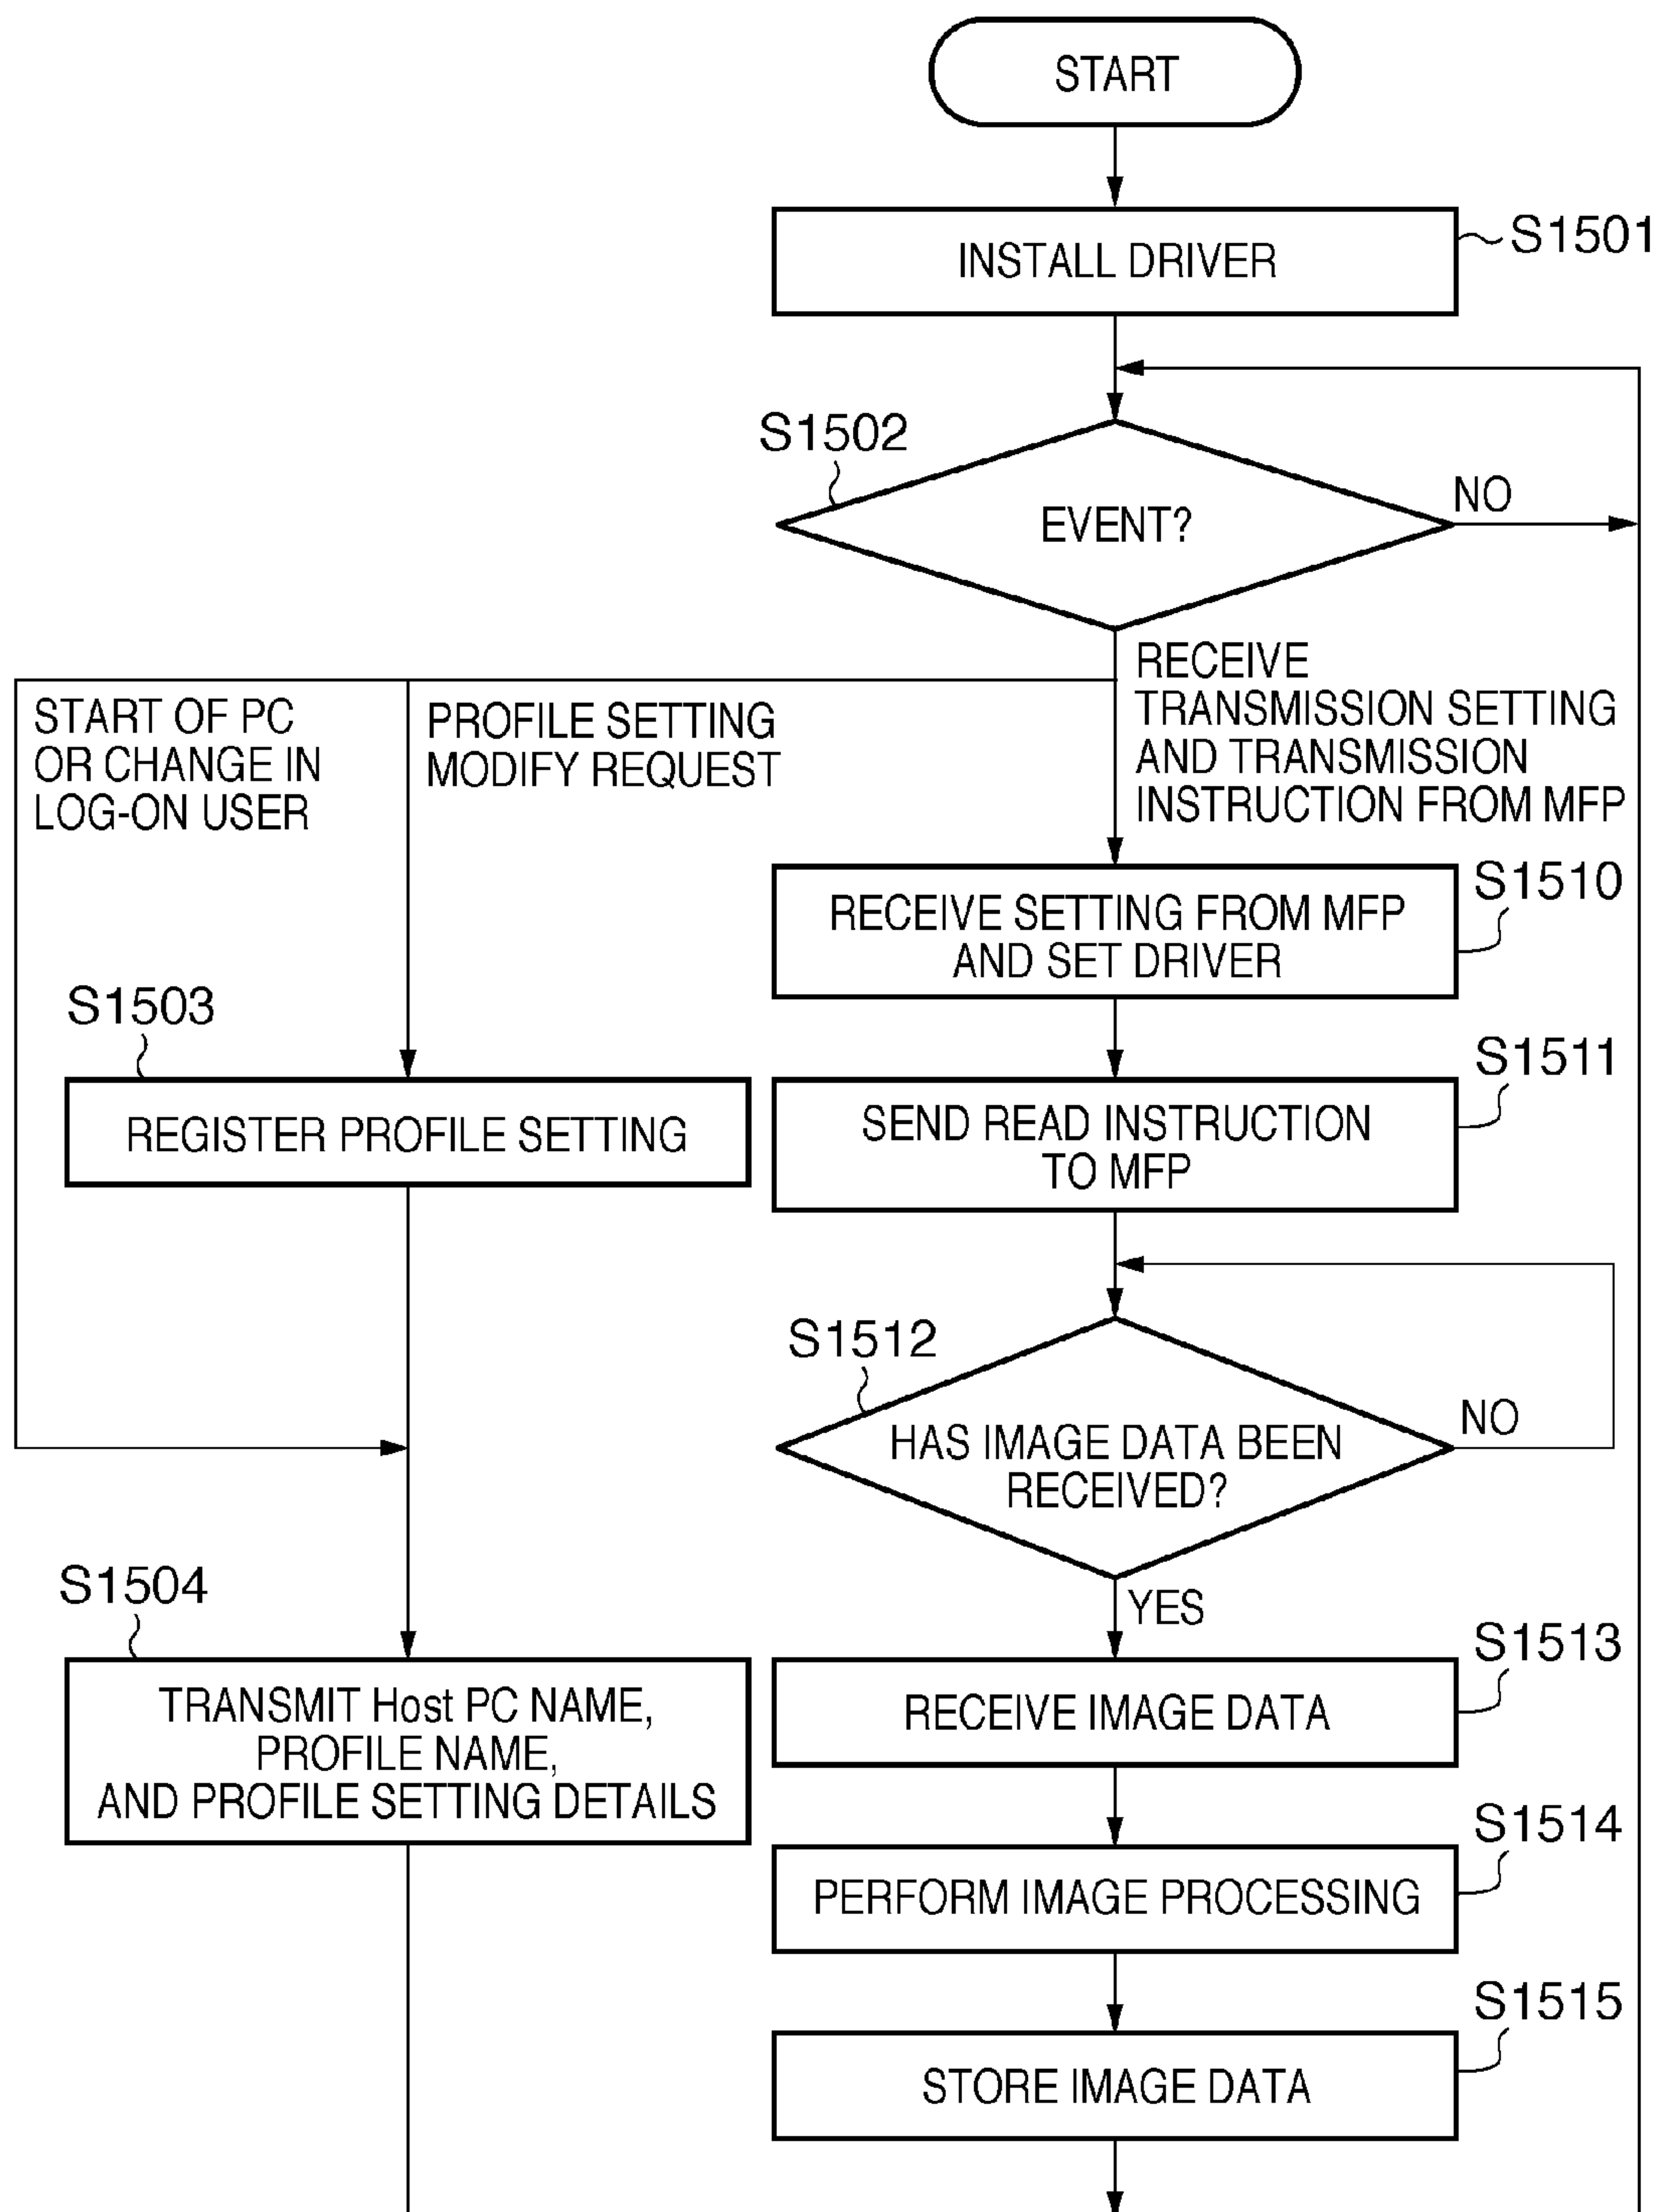 START
INSTALL DRIVER
S1501
S1502
EVENT?
NO
START OF PC
OR CHANGE IN
LOG-ON USER
PROFILE SETTING
MODIFY REQUEST
RECEIVE
TRANSMISSION SETTING
AND TRANSMISSION
INSTRUCTION FROM MFP
S1510
RECEIVE SETTING FROM MFP
AND SET DRIVER
S1503
REGISTER PROFILE SETTING
S1511
SEND READ INSTRUCTION
TO MFP
S1512
HAS IMAGE DATA BEEN
RECEIVED?
NO
YES
S1504
TRANSMIT Host PC NAME,
PROFILE NAME,
AND PROFILE SETTING DETAILS
S1513
RECEIVE IMAGE DATA
S1514
PERFORM IMAGE PROCESSING
S1515
STORE IMAGE DATA